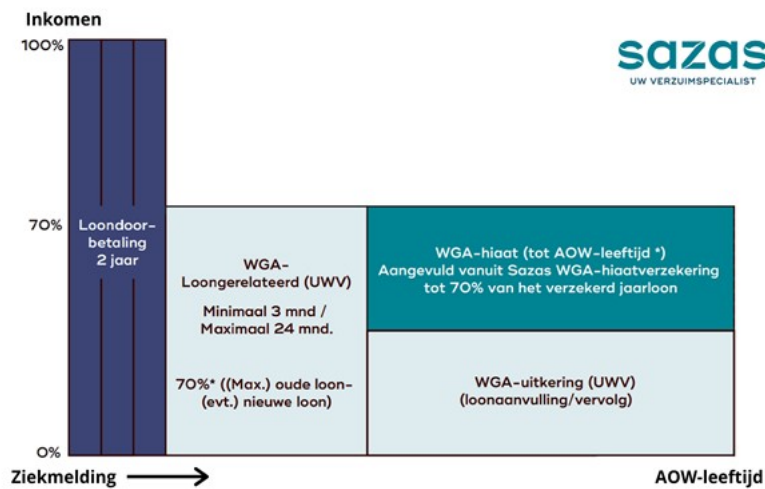 Inkomen
100%
sazas
UW VERZUIMSPECIALIST
70%
Loondoor-
betaling
2 jaar
WGA-
Loongerelateerd (UWV)
Minimaal 3 mnd /
Maximaal 24 mnd.
70%* ((Max.) oude loon-
(evt.) nieuwe loon)
WGA-hiaat (tot AOW-leeftijd *)
Aangevuld vanuit Sazas WGA-hiaatverzekering
tot 70% van het verzekerd jaarloon
WGA-uitkering (UWV)
(loonaanvulling/vervolg)
0%
Ziekmelding
AOW-leeftijd